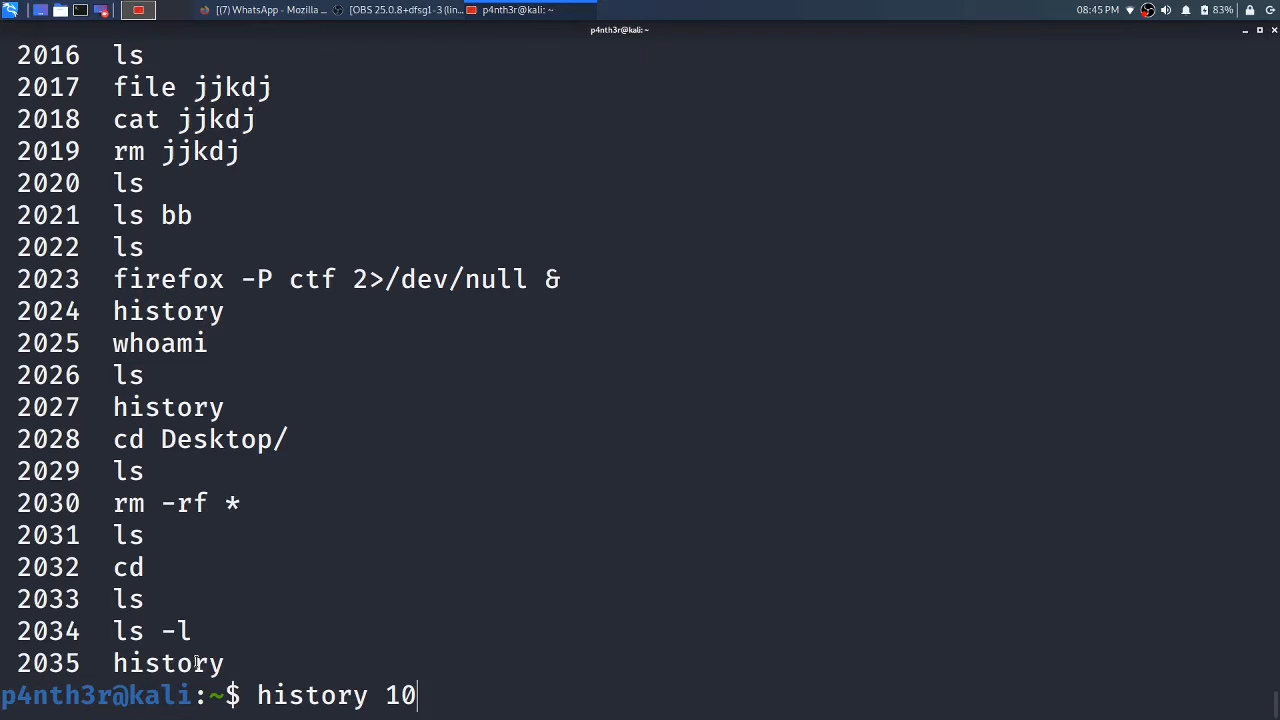 [(7) WhatsApp - Mozilla ...
[OBS 25.0.8+dfsg1-3 (lin...
p4nth3r@kali: ~
08:45 PM
83%
p4nth3r@kali: ~
2016 ls
2017 file jjkdj
2018 cat jjkdj
2019 rm jjkdj
2020 ls
2021 ls bb
2022 ls
2023 firefox -P ctf 2>/dev/null &
2024 history
2025 whoami
2026 ls
2027 history
2028 cd Desktop/
2029 ls
2030 rm -rf *
2031 ls
2032 cd
2033 ls
2034 ls -l
2035 history
p4nth3r@kali:~$ history 10